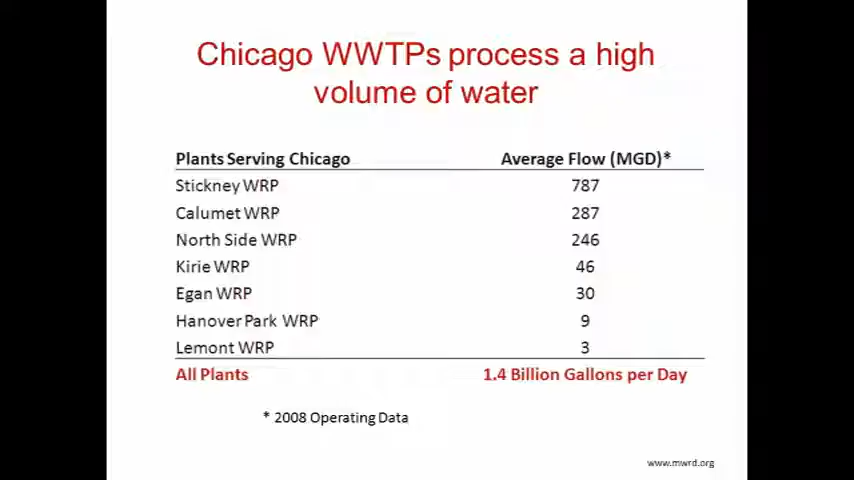 Chicago WWTPs process a high
volume of water
Plants Serving Chicago Average Flow (MGD)*
Stickney WRP 787
Calumet WRP 287
North Side WRP 246
Kirie WRP 46
Egan WRP 30
Hanover Park WRP 9
Lemont WRP 3
All Plants 1.4 Billion Gallons per Day
* 2008 Operating Data
www.mwrd.org